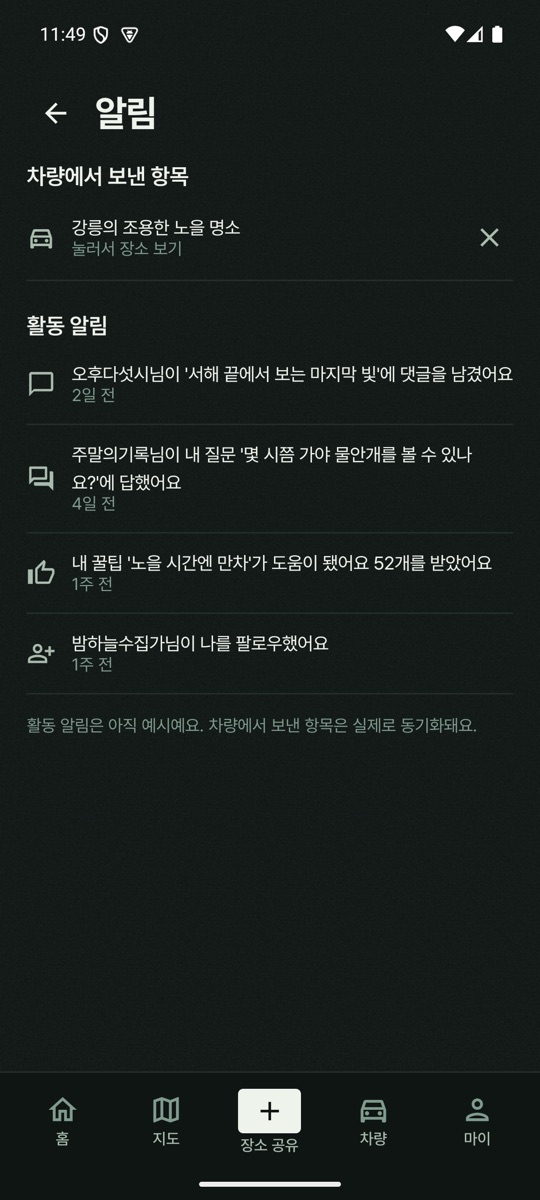 11:49
알림
차량에서 보낸 항목
강릉의 조용한 노을 명소
눌러서 장소 보기
활동 알림
오후다섯시님이 '서해 끝에서 보는 마지막 빛'에 댓글을 남겼어요
2일 전
주말의기록님이 내 질문 '몇 시쯤 가야 물안개를 볼 수 있나
요?'에 답했어요
4일 전
내 꿀팁 '노을 시간엔 만차'가 도움이 됐어요 52개를 받았어요
1주 전
밤하늘수집가님이 나를 팔로우했어요
1주 전
활동 알림은 아직 예시예요. 차량에서 보낸 항목은 실제로 동기화돼요.
홈
지도
장소 공유
차량
마이